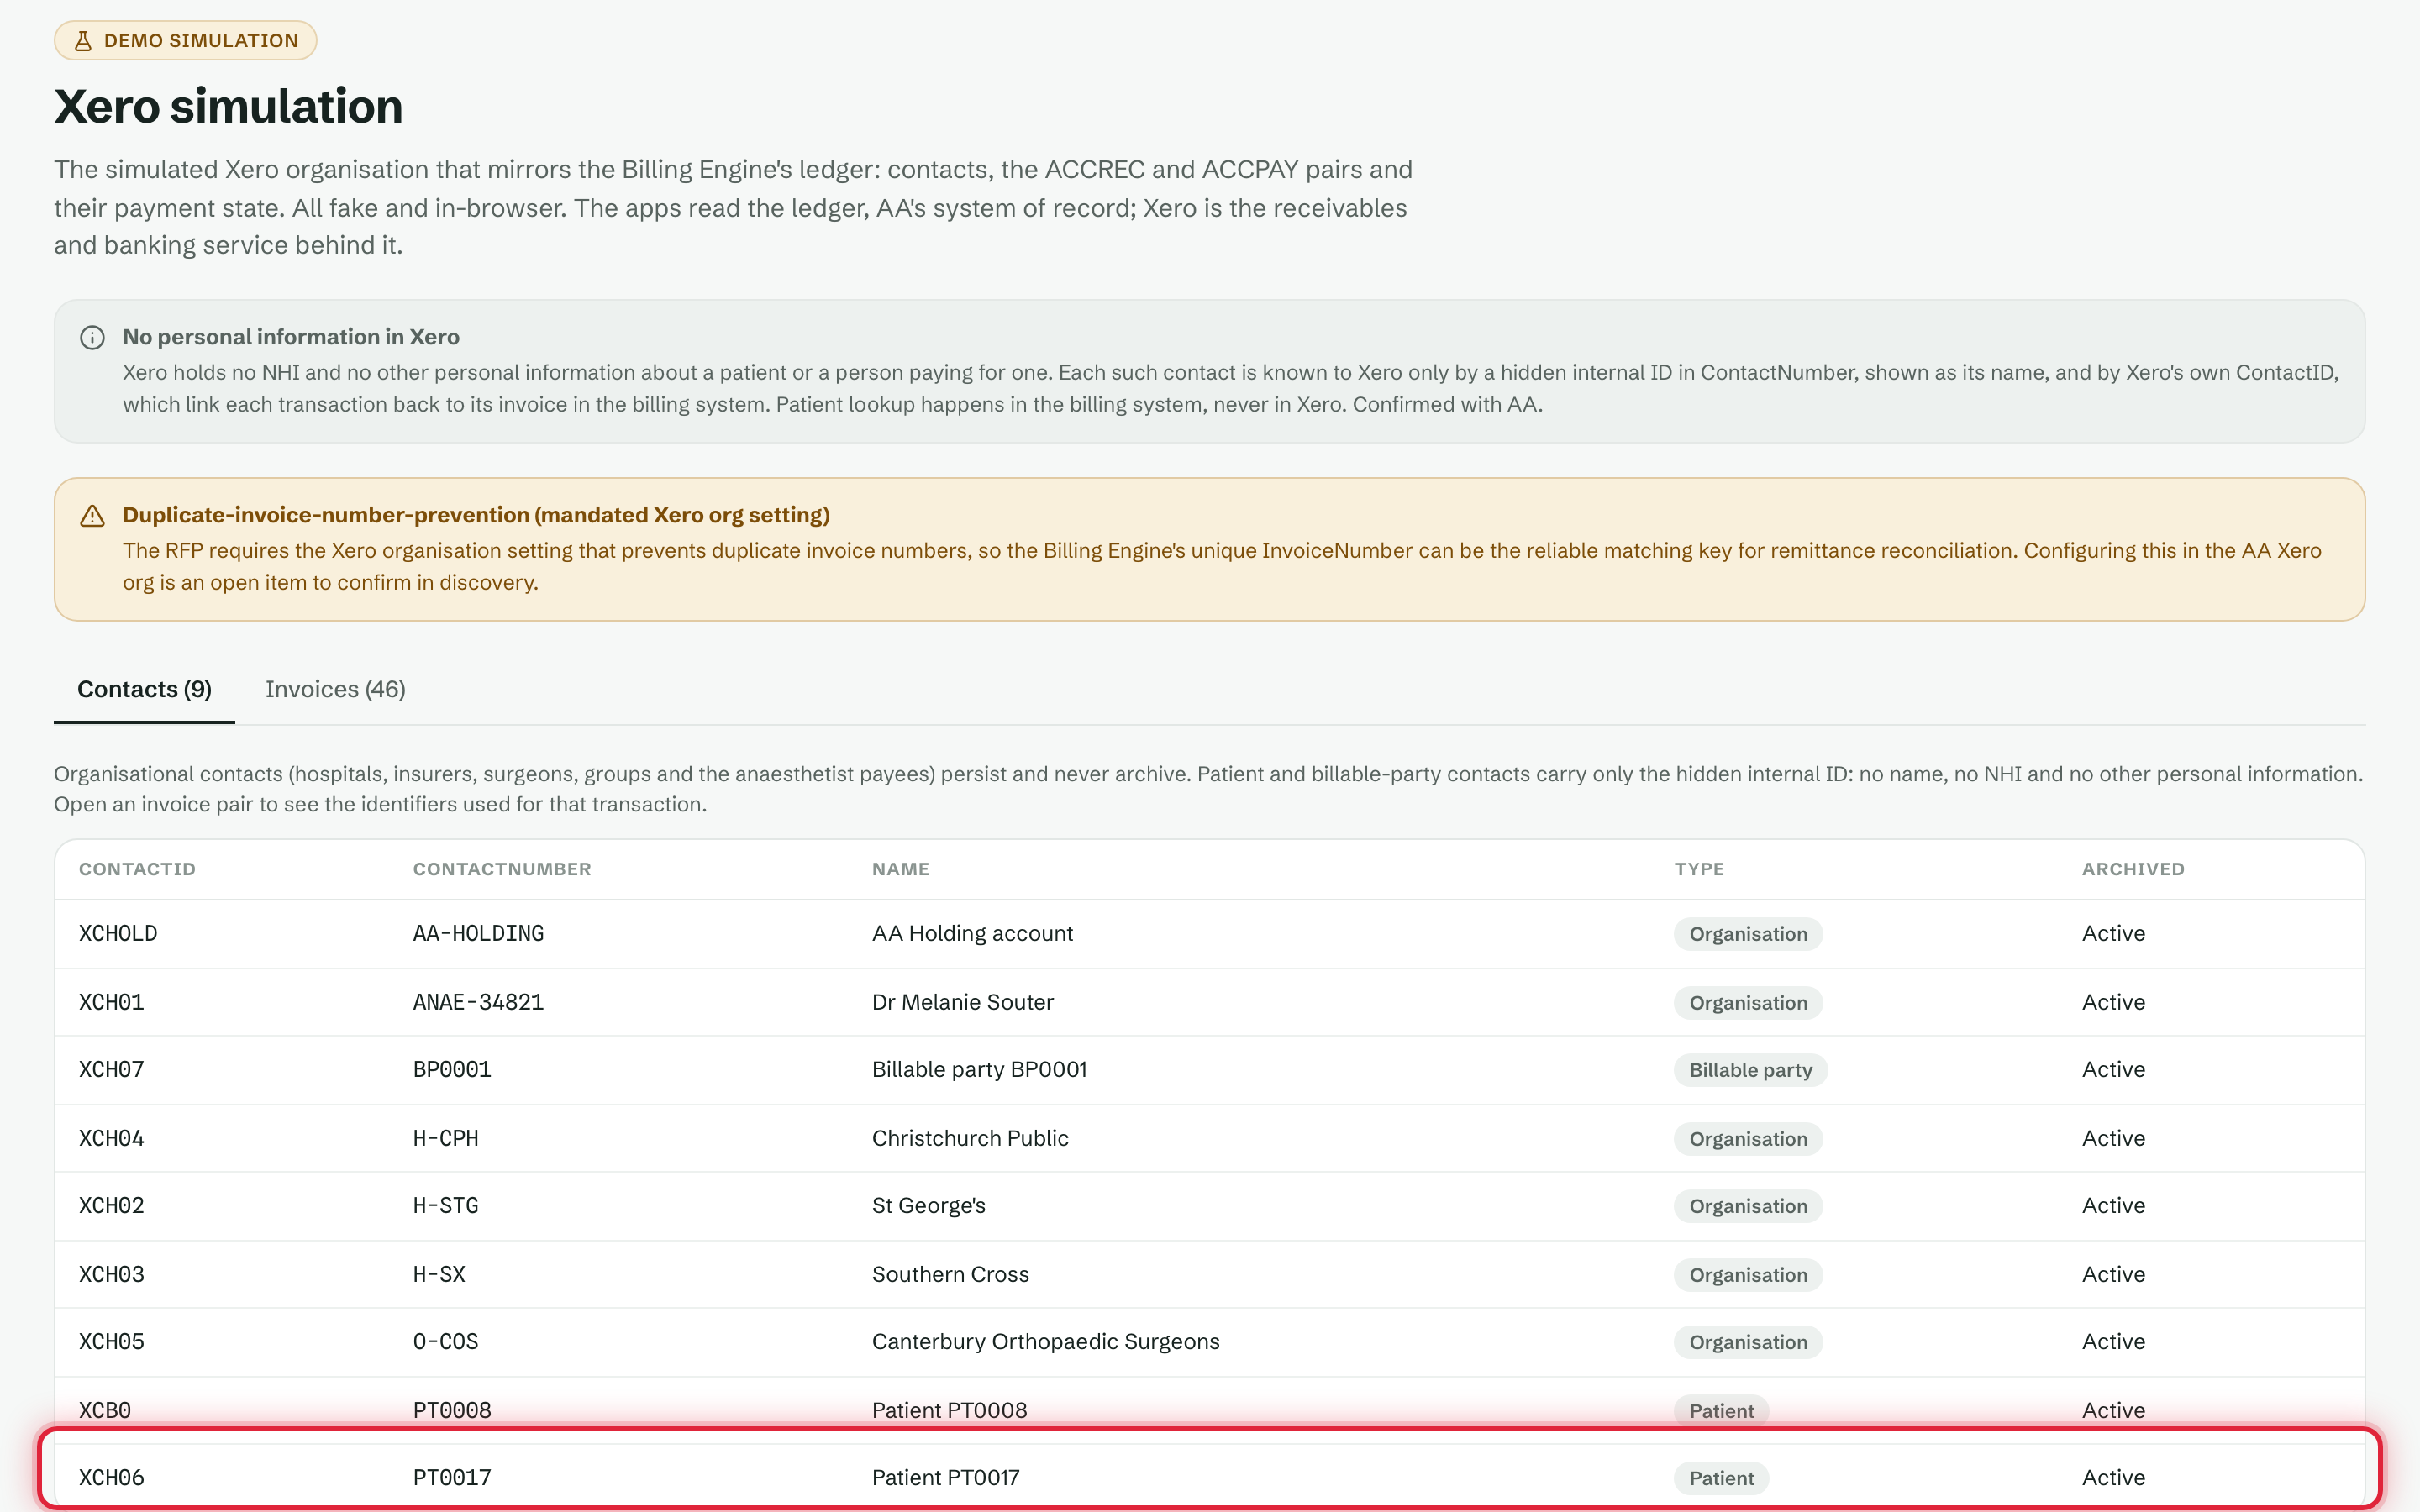 DEMO SIMULATION
Xero simulation
The simulated Xero organisation that mirrors the Billing Engine's ledger: contacts, the ACCREC and ACCPAY pairs and
their payment state. All fake and in-browser. The apps read the ledger, AA's system of record; Xero is the receivables
and banking service behind it.
No personal information in Xero
Xero holds no NHI and no other personal information about a patient or a person paying for one. Each such contact is known to Xero only by a hidden internal ID in ContactNumber, shown as its name, and by Xero's own ContactID,
which link each transaction back to its invoice in the billing system. Patient lookup happens in the billing system, never in Xero. Confirmed with AA.
Duplicate-invoice-number-prevention (mandated Xero org setting)
The RFP requires the Xero organisation setting that prevents duplicate invoice numbers, so the Billing Engine's unique InvoiceNumber can be the reliable matching key for remittance reconciliation. Configuring this in the AA Xero
org is an open item to confirm in discovery.
Contacts (9) Invoices (46)
Organisational contacts (hospitals, insurers, surgeons, groups and the anaesthetist payees) persist and never archive. Patient and billable-party contacts carry only the hidden internal ID: no name, no NHI and no other personal information.
Open an invoice pair to see the identifiers used for that transaction.
CONTACTID CONTACTNUMBER NAME TYPE ARCHIVED
XCHOLD AA-HOLDING AA Holding account Organisation Active
XCH01 ANAE-34821 Dr Melanie Souter Organisation Active
XCH07 BP0001 Billable party BP0001 Billable party Active
XCH04 H-CPH Christchurch Public Organisation Active
XCH02 H-STG St George's Organisation Active
XCH03 H-SX Southern Cross Organisation Active
XCH05 O-COS Canterbury Orthopaedic Surgeons Organisation Active
XCB0 PT0008 Patient PT0008 Patient Active
XCH06 PT0017 Patient PT0017 Patient Active